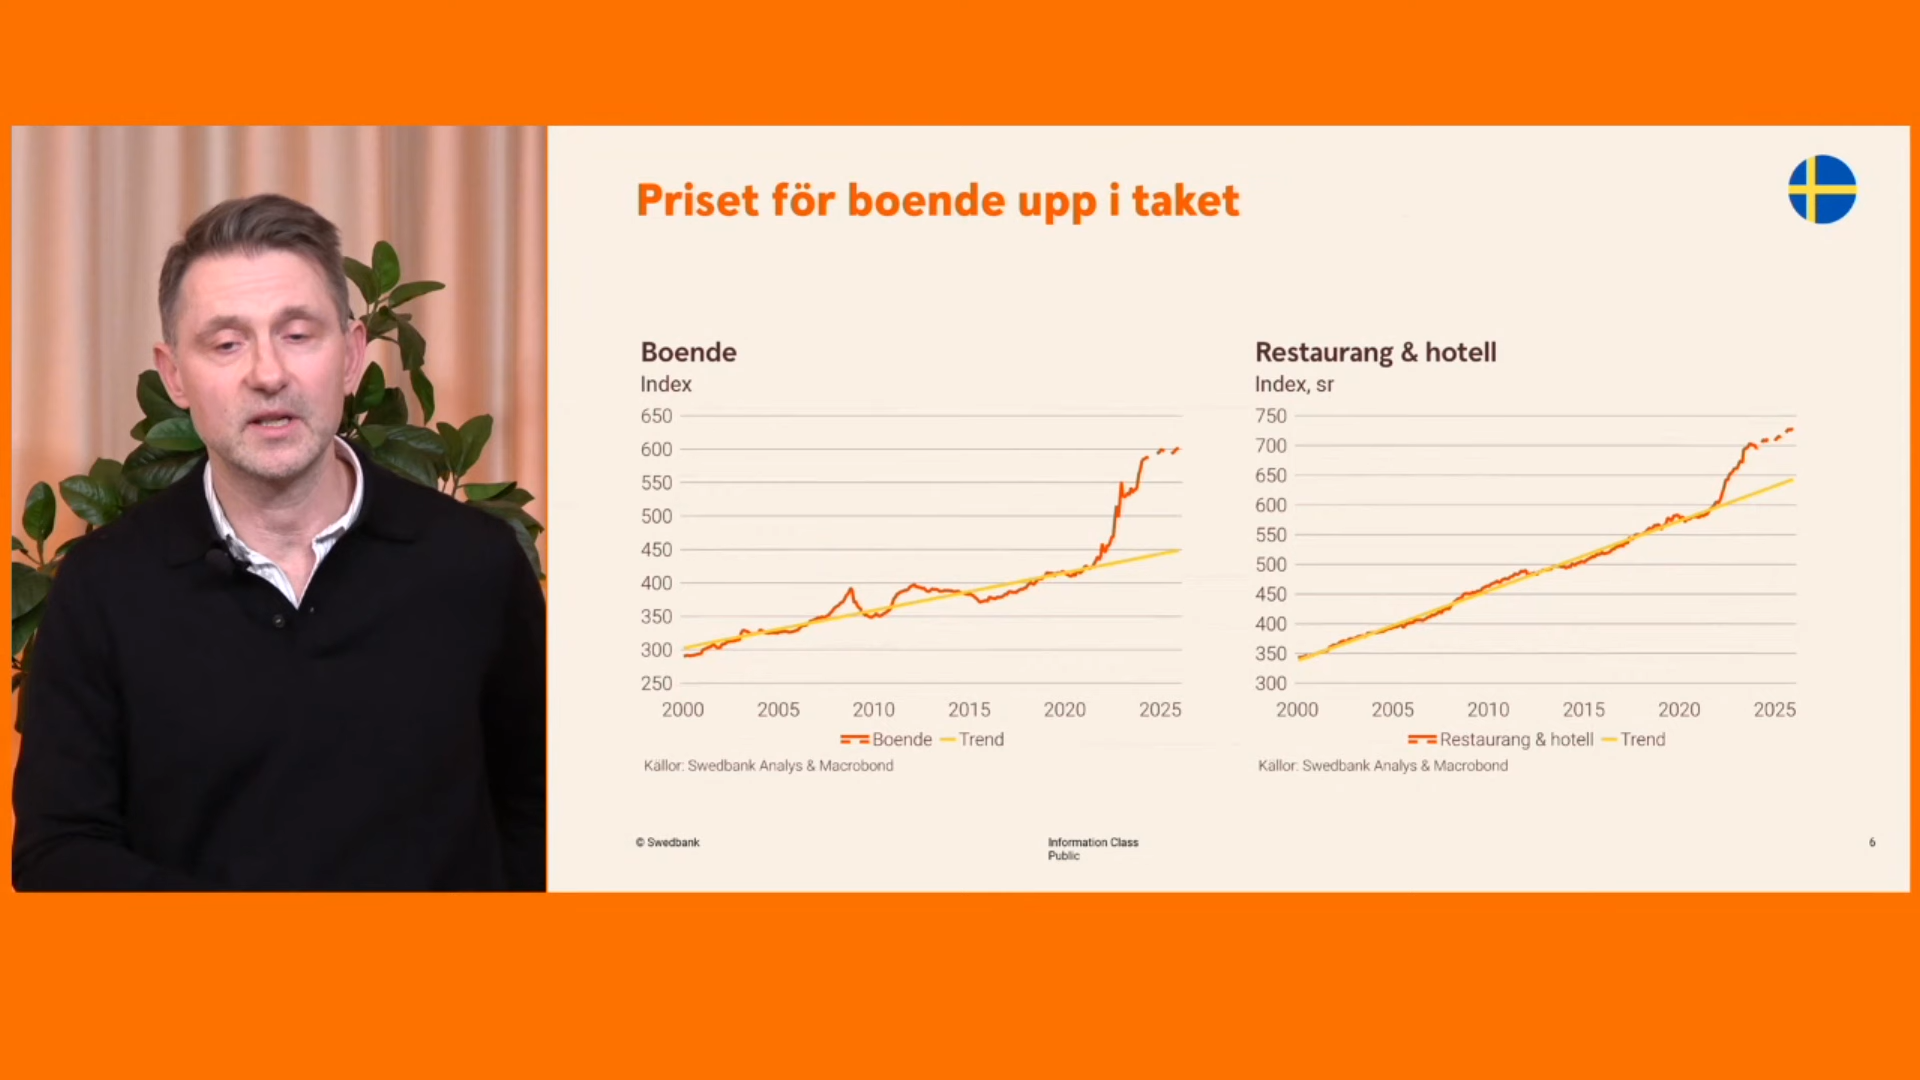 Priset för boende upp i taket
Boende
Index
650
600
550
500
450
400
350
300
250
2000 2005 2010 2015 2020 2025
Boende Trend
Källor: Swedbank Analys & Macrobond
Restaurang & hotell
Index, sr
750
700
650
600
550
500
450
400
350
300
2000 2005 2010 2015 2020 2025
Restaurang & hotell Trend
Källor: Swedbank Analys & Macrobond
© Swedbank
Information Class
Public
6